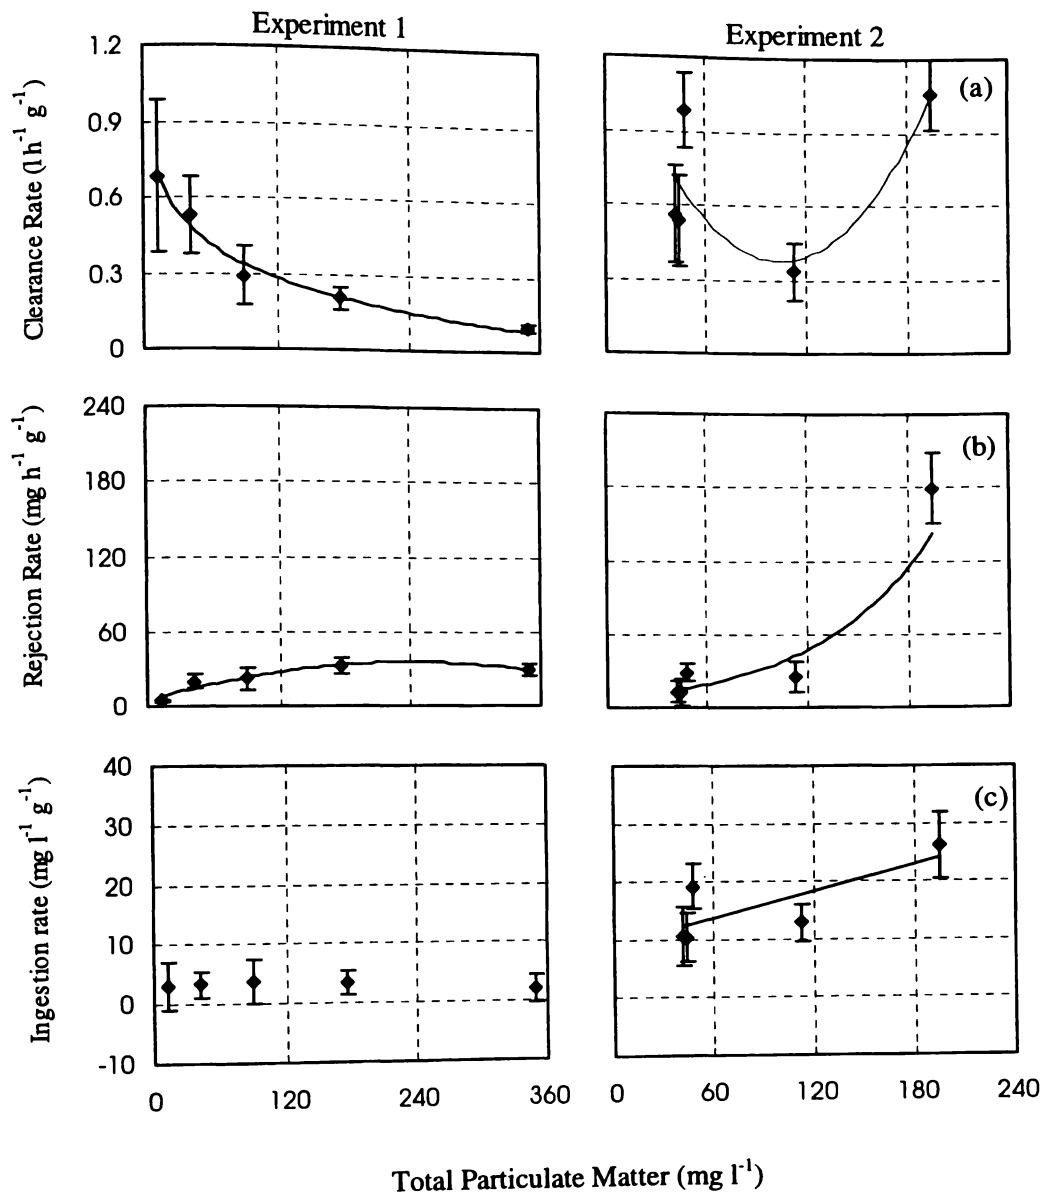 Experiment 1
Experiment 2
Clearance Rate (l h⁻¹ g⁻¹)
1.2
0.9
0.6
0.3
0
(a)
Rejection Rate (mg h⁻¹ g⁻¹)
240
180
120
60
0
(b)
Ingestion rate (mg l⁻¹ g⁻¹)
40
30
20
10
0
-10
(c)
0 120 240 360
0 60 120 180 240
Total Particulate Matter (mg l⁻¹)